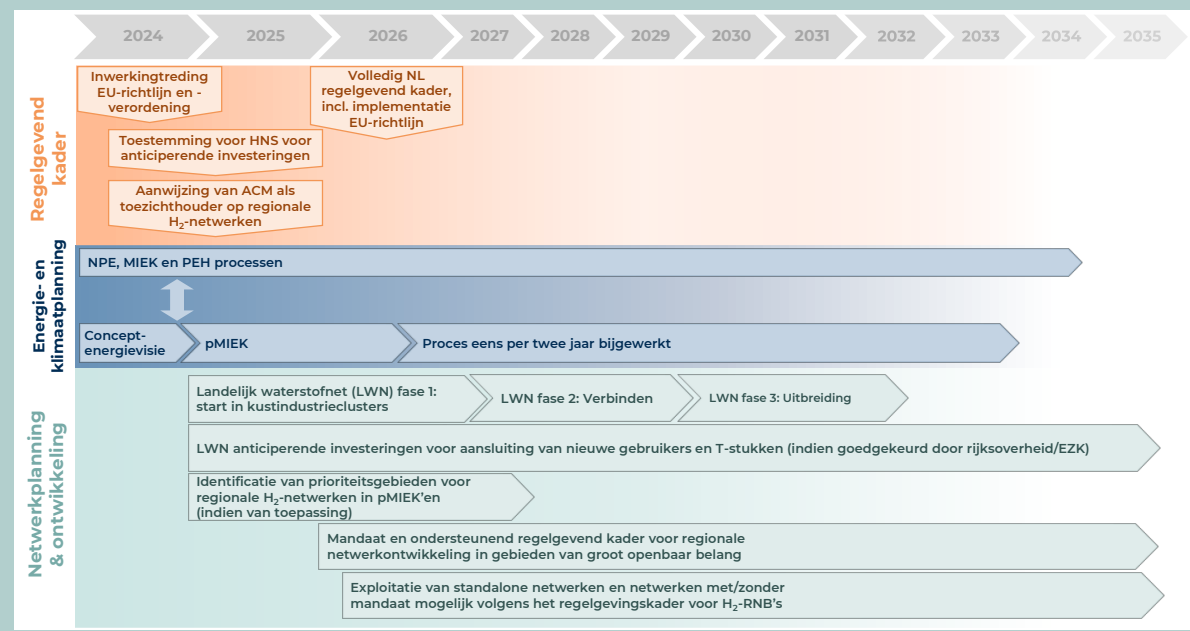 2024 2025 2026 2027 2028 2029 2030 2031 2032 2033 2034 2035
Regelgevend
kader
Inwerkingtreding
EU-richtlijn en -
verordening
Volledig NL
regelgevend kader,
incl. implementatie
EU-richtlijn
Toestemming voor HNS voor
anticiperende investeringen
Aanwijzing van ACM als
toezichthouder op regionale
H₂-netwerken
Energie- en
klimaatplanning
NPE, MIEK en PEH processen
Concept-
energievisie
pMIEK
Proces eens per twee jaar bijgewerkt
Netwerkplanning
& ontwikkeling
Landelijk waterstofnet (LWN) fase 1:
start in kustindustrieclusters
LWN fase 2: Verbinden
LWN fase 3: Uitbreiding
LWN anticiperende investeringen voor aansluiting van nieuwe gebruikers en T-stukken (indien goedgekeurd door rijksoverheid/EZK)
Identificatie van prioriteitsgebieden voor
regionale H₂-netwerken in pMIEK'en
(indien van toepassing)
Mandaat en ondersteunend regelgevend kader voor regionale
netwerkontwikkeling in gebieden van groot openbaar belang
Exploitatie van standalone netwerken en netwerken met/zonder
mandaat mogelijk volgens het regelgevingskader voor H₂-RNB's